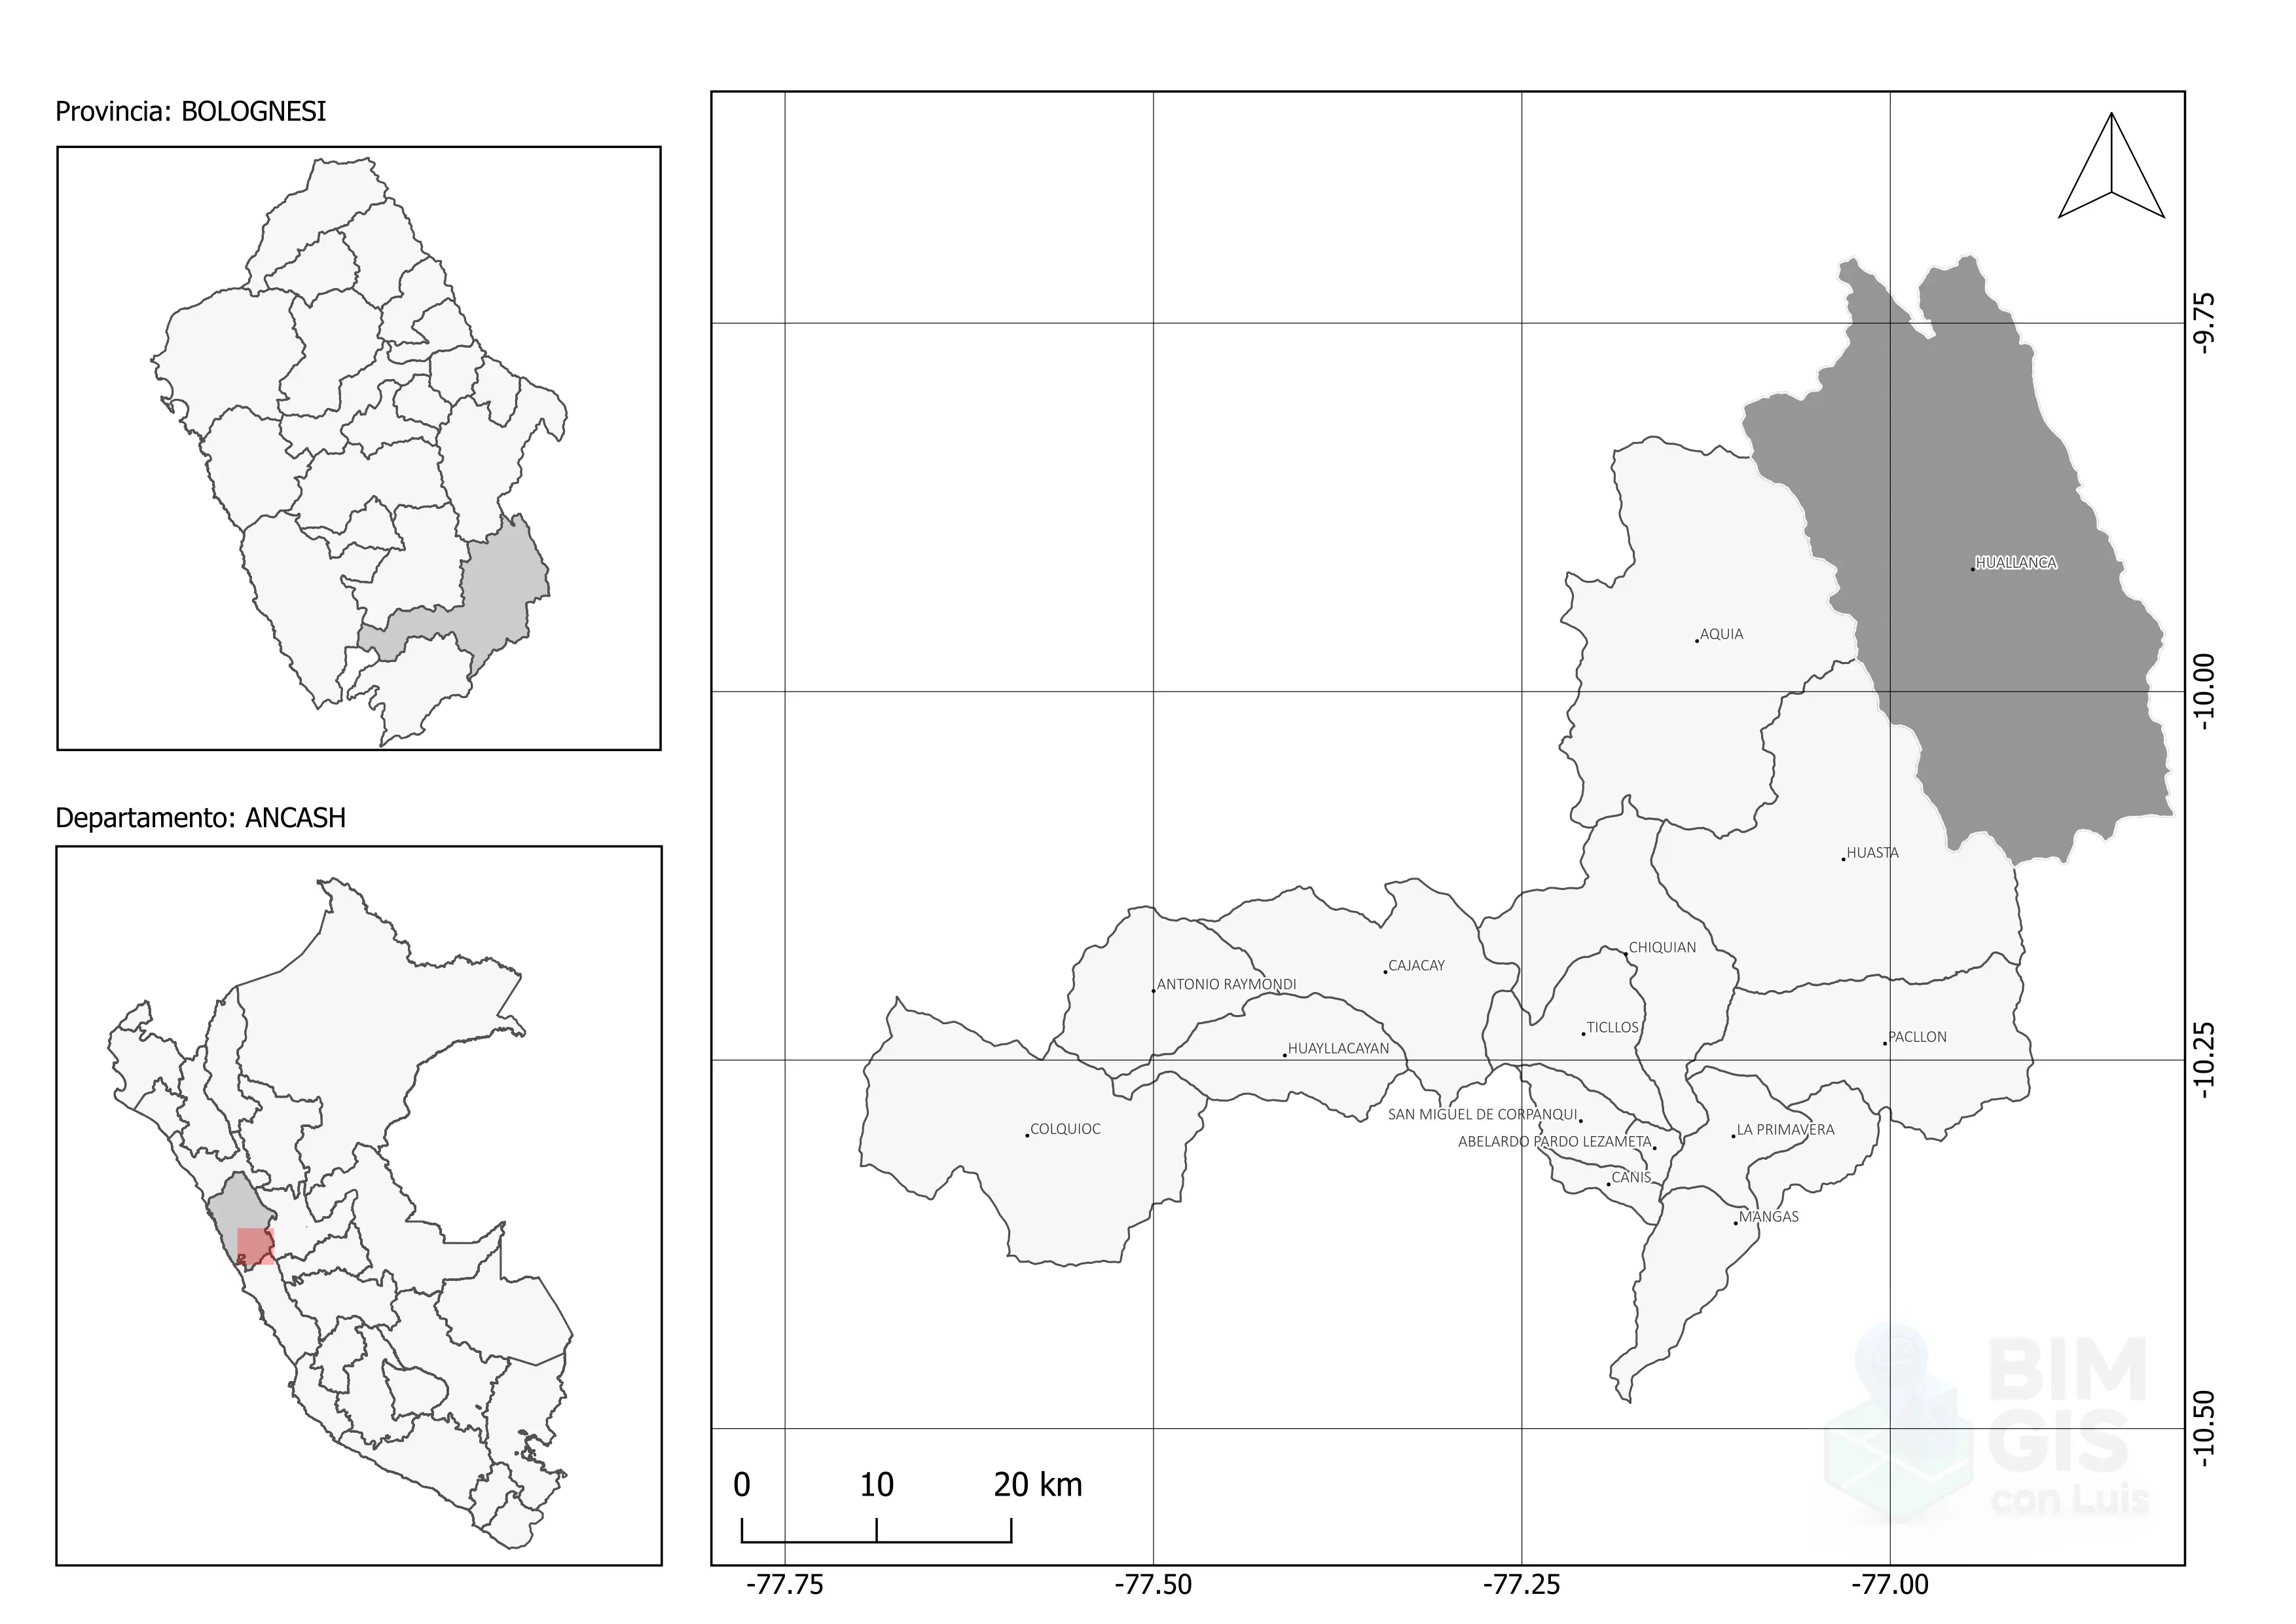 Provincia: BOLOGNESI
Departamento: ANCASH
HUALLANCA
AQUIA
HUASTA
CHIQUIAN
CAJACAY
ANTONIO RAYMONDI
TICLLOS
PACLLON
HUAYLLACAYAN
SAN MIGUEL DE CORPANQUI
COLQUIOC
LA PRIMAVERA
ABELARDO PARDO LEZAMETA
CANIS
MANGAS
-9.75
-10.00
-10.25
-10.50
BIM
GIS
con Luis
0 10 20 km
-77.75 -77.50 -77.25 -77.00